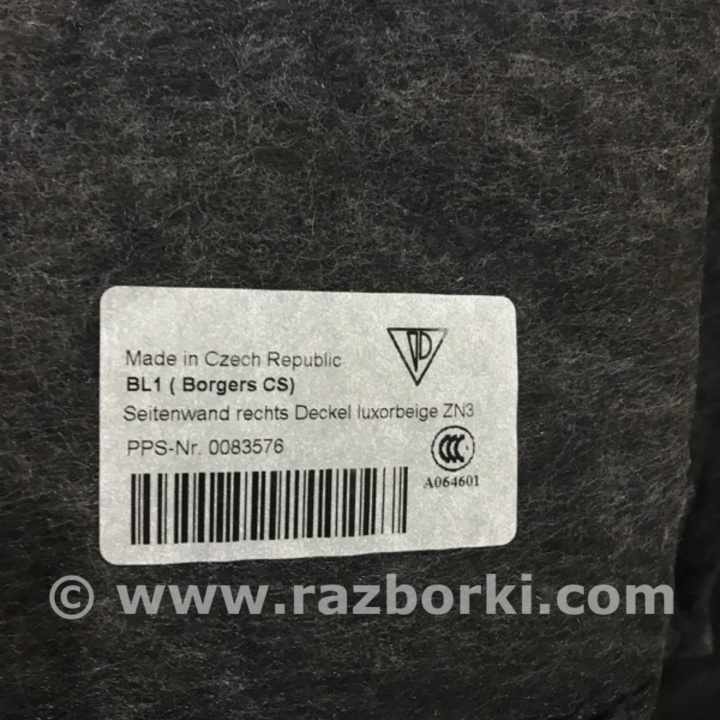 Made in Czech Republic
BL1 ( Borgers CS)
Seitenwand rechts Deckel luxorbeige ZN3
PPS-Nr. 0083576
A064601
© www.razborki.com